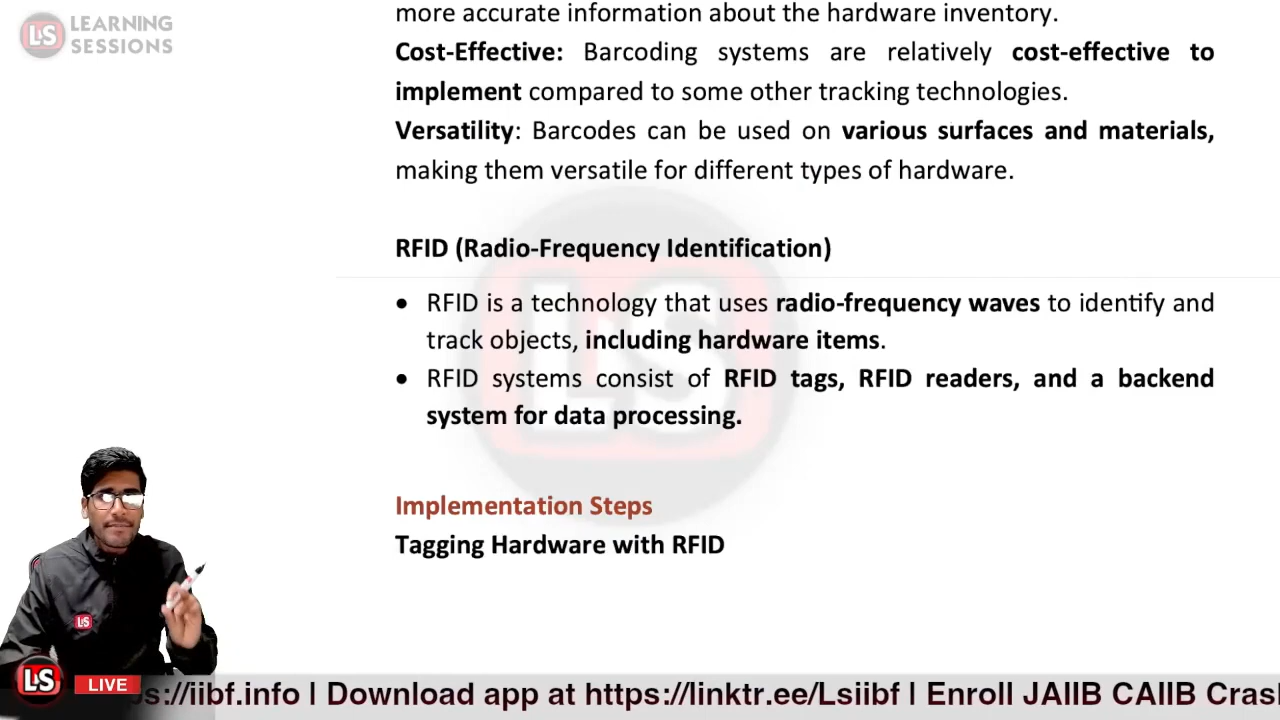 LEARNING
SESSIONS
LS
more accurate information about the hardware inventory.
Cost-Effective: Barcoding systems are relatively cost-effective to
implement compared to some other tracking technologies.
Versatility: Barcodes can be used on various surfaces and materials,
making them versatile for different types of hardware.
RFID (Radio-Frequency Identification)
• RFID is a technology that uses radio-frequency waves to identify and
track objects, including hardware items.
• RFID systems consist of RFID tags, RFID readers, and a backend
system for data processing.
LS
Implementation Steps
Tagging Hardware with RFID
LS
LS
LIVE
s://iibf.info | Download app at https://linktr.ee/Lsiibf | Enroll JAIIB CAIIB Cras